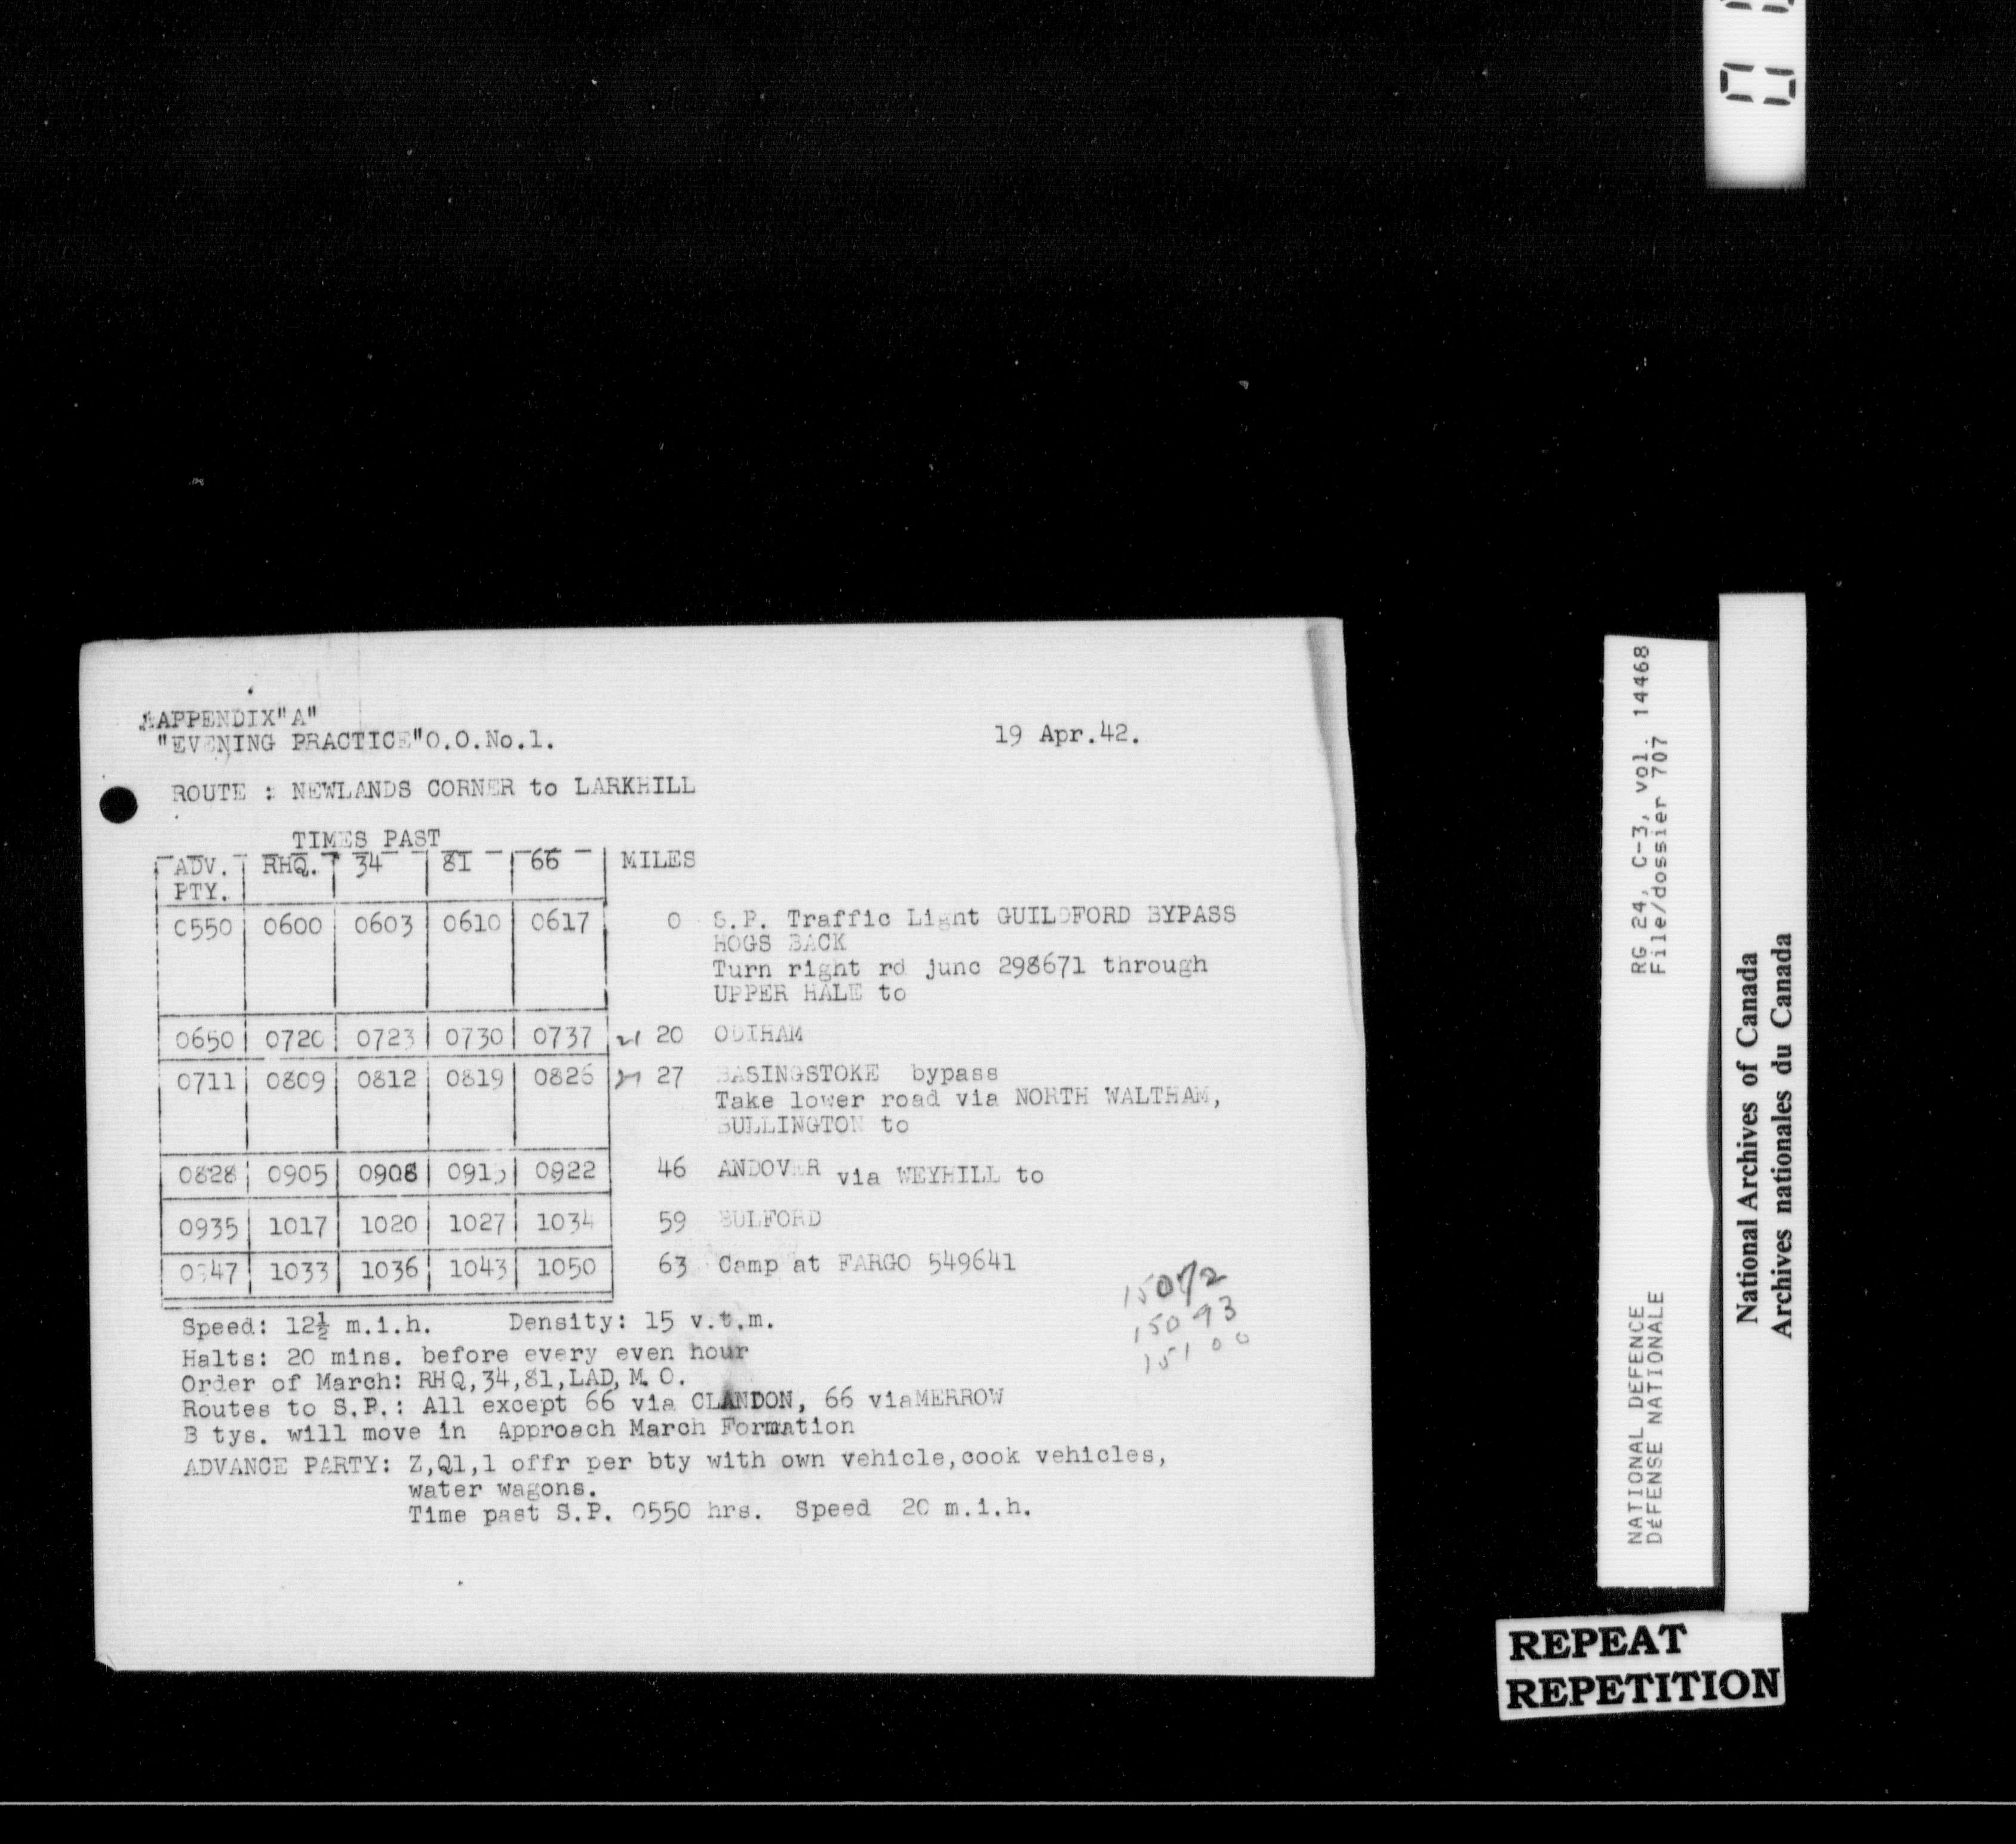 APPENDIX"A"
"EVENING PRACTICE"O.O.No.1.
19 Apr.42.
ROUTE : NEWLANDS CORNER to LARKHILL
TIMES PAST
ADV. PTY. RHQ. 34 81 66 MILES
0550 0600 0603 0610 0617 0 S.P. Traffic Light GUILDFORD BYPASS
HOGS BACK
Turn right rd junc 298671 through
UPPER HALE to
0650 0720 0723 0730 0737 20 ODIHAM
0711 0809 0812 0819 0826 27 BASINGSTOKE bypass
Take lower road via NORTH WALTHAM,
BULLINGTON to
0828 0905 0908 0915 0922 46 ANDOVER via WEYHILL to
0935 1017 1020 1027 1034 59 BULFORD
0947 1033 1036 1043 1050 63 Camp at FARGO 549641
15072
15093
15100
Speed: 12½ m.i.h. Density: 15 v.t.m.
Halts: 20 mins. before every even hour
Order of March: RHQ,34,81,LAD, M.O.
Routes to S.P.: All except 66 via CLANDON, 66 viaMERROW
B tys. will move in Approach March Formation
ADVANCE PARTY: Z,Q1,1 offr per bty with own vehicle,cook vehicles,
water wagons.
Time past S.P. 0550 hrs. Speed 20 m.i.h.
RG 24, C-3, vol. 14468
File/dossier 707
NATIONAL DEFENCE
DÉFENSE NATIONALE
National Archives of Canada
Archives nationales du Canada
REPEAT
REPETITION